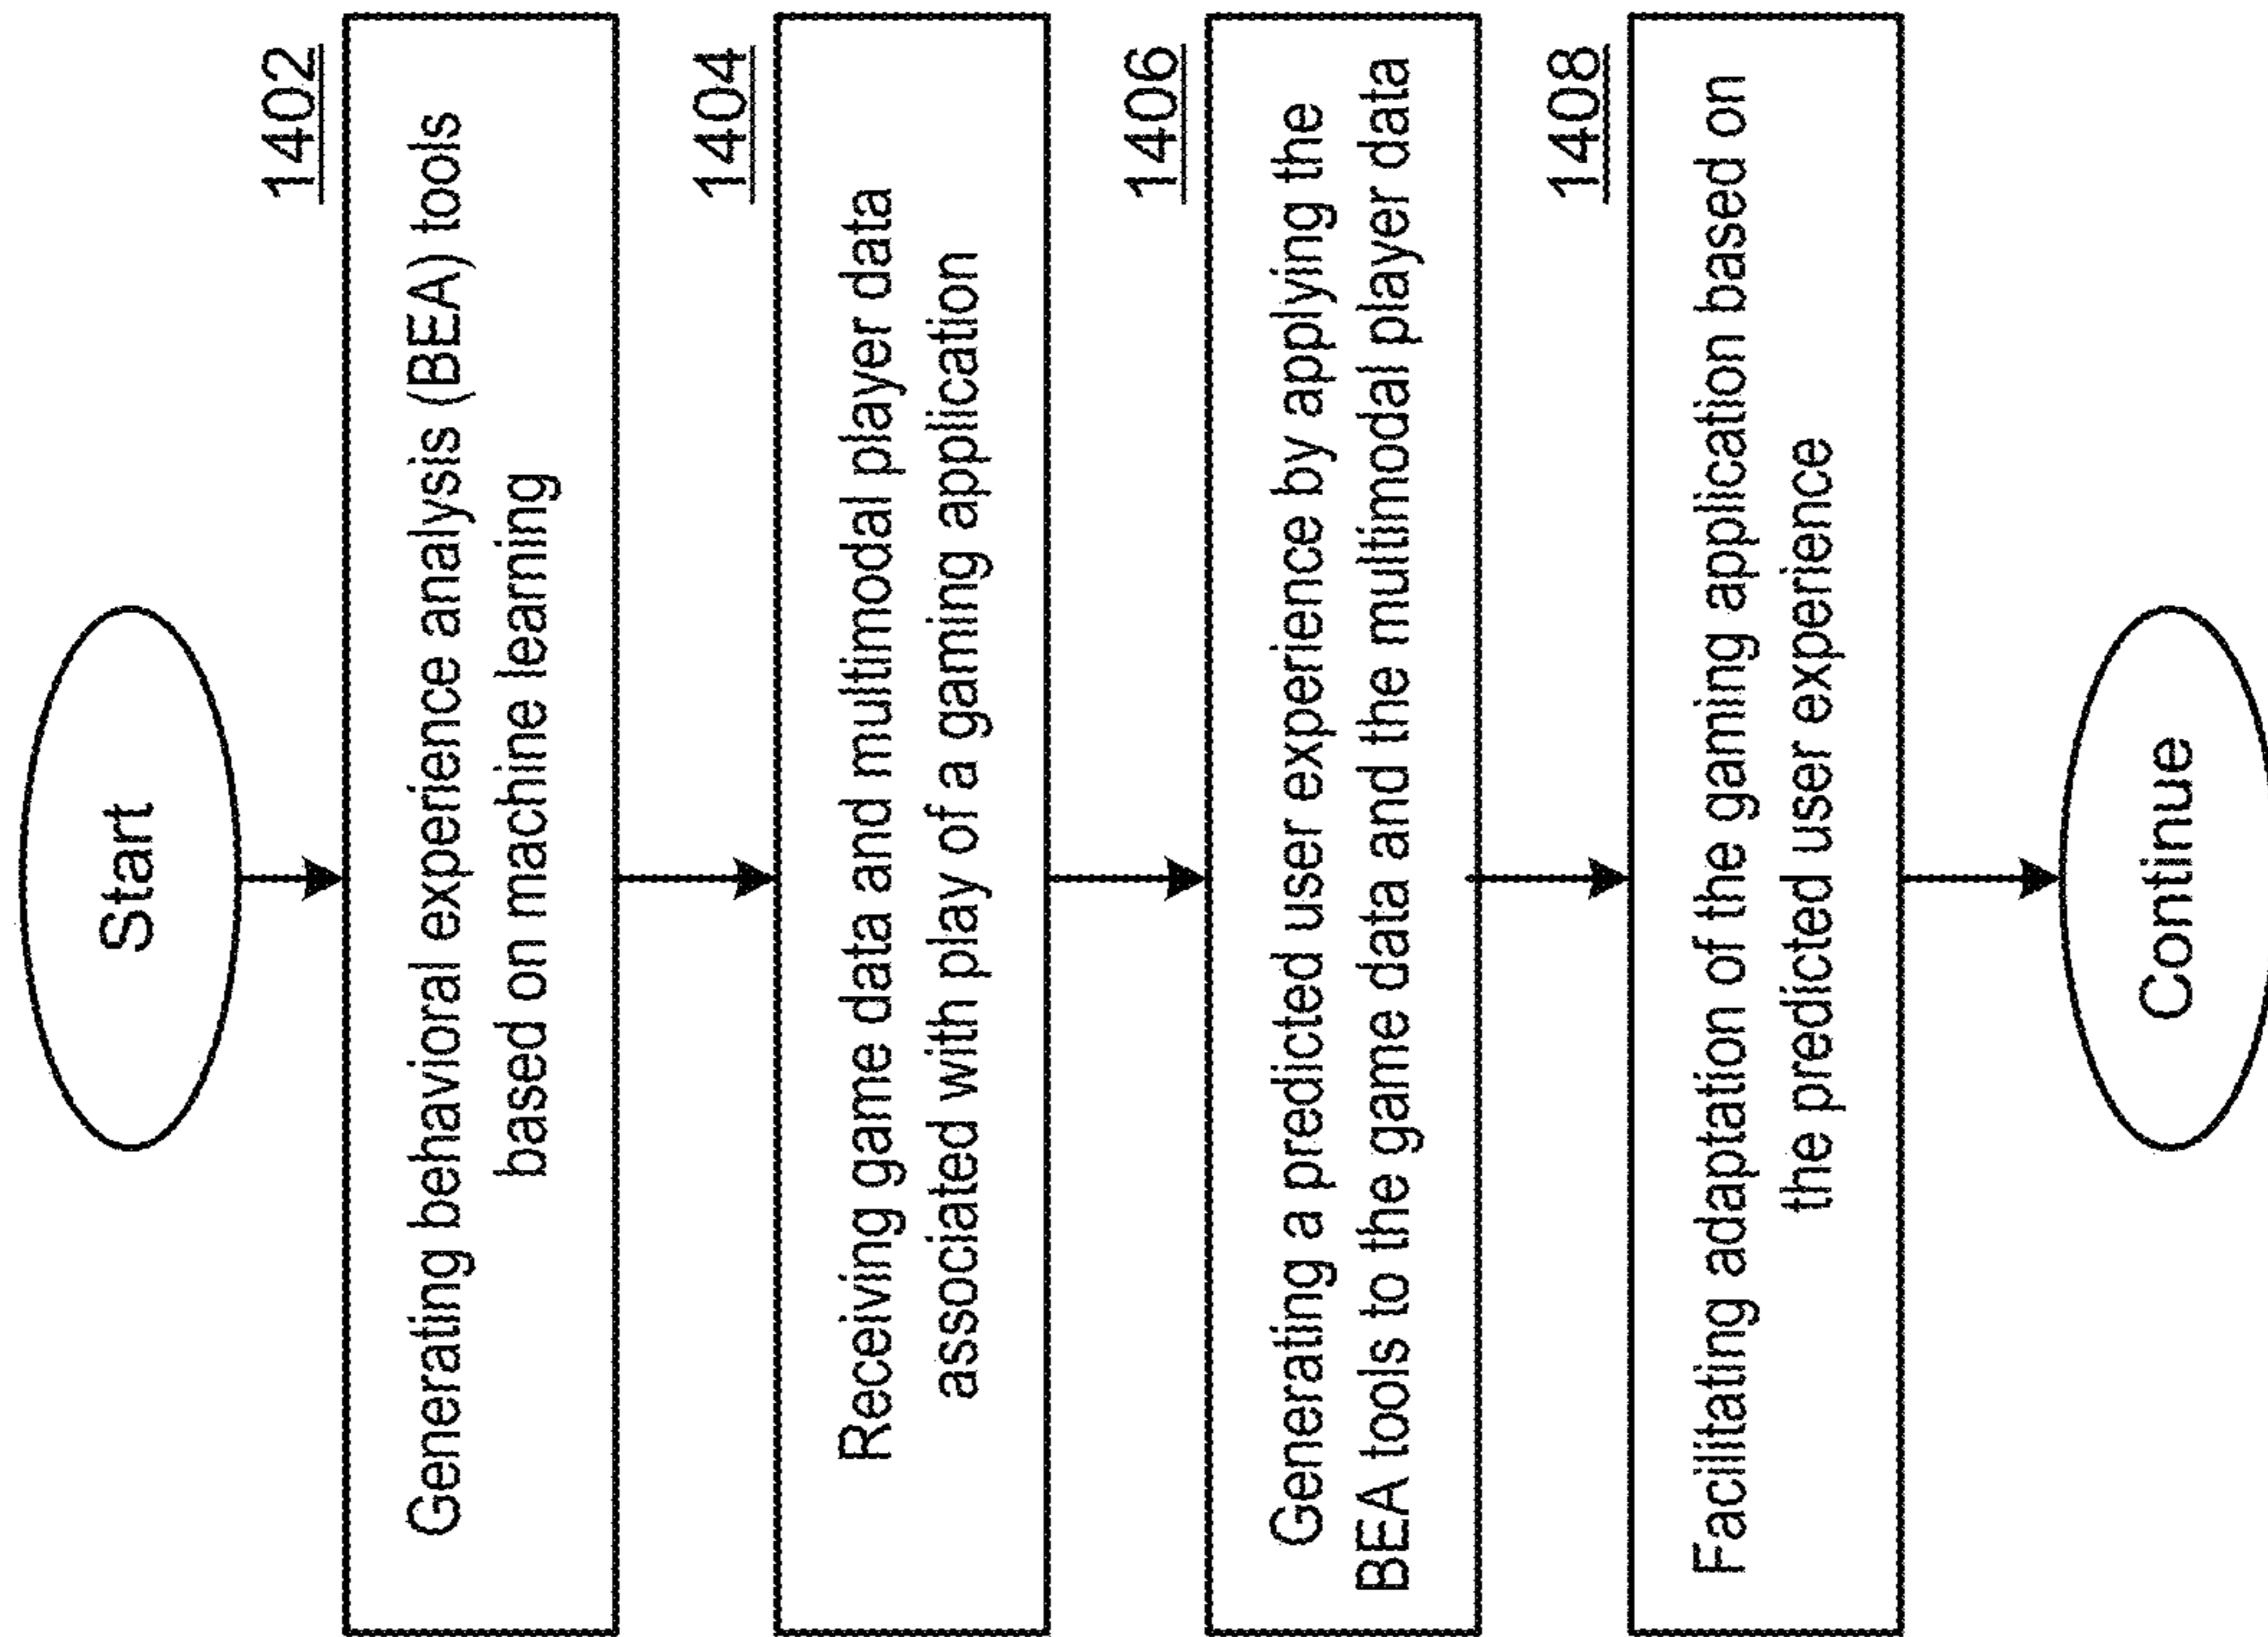 Start
1402
Generating behavioral experience analysis (BEA) tools
based on machine learning
1404
Receiving game data and multimodal player data
associated with play of a gaming application
1406
Generating a predicted user experience by applying the
BEA tools to the game data and the multimodal player data
1408
Facilitating adaptation of the gaming application based on
the predicted user experience
Continue